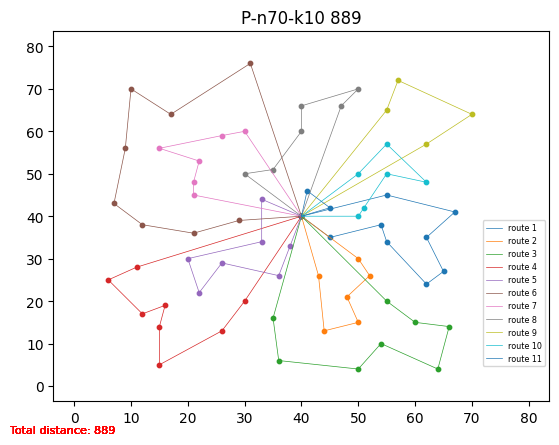 P-n70-k10 889
80
70
60
50
40
30
20
10
0
0 10 20 30 40 50 60 70 80
route 1
route 2
route 3
route 4
route 5
route 6
route 7
route 8
route 9
route 10
route 11
Total distance: 889